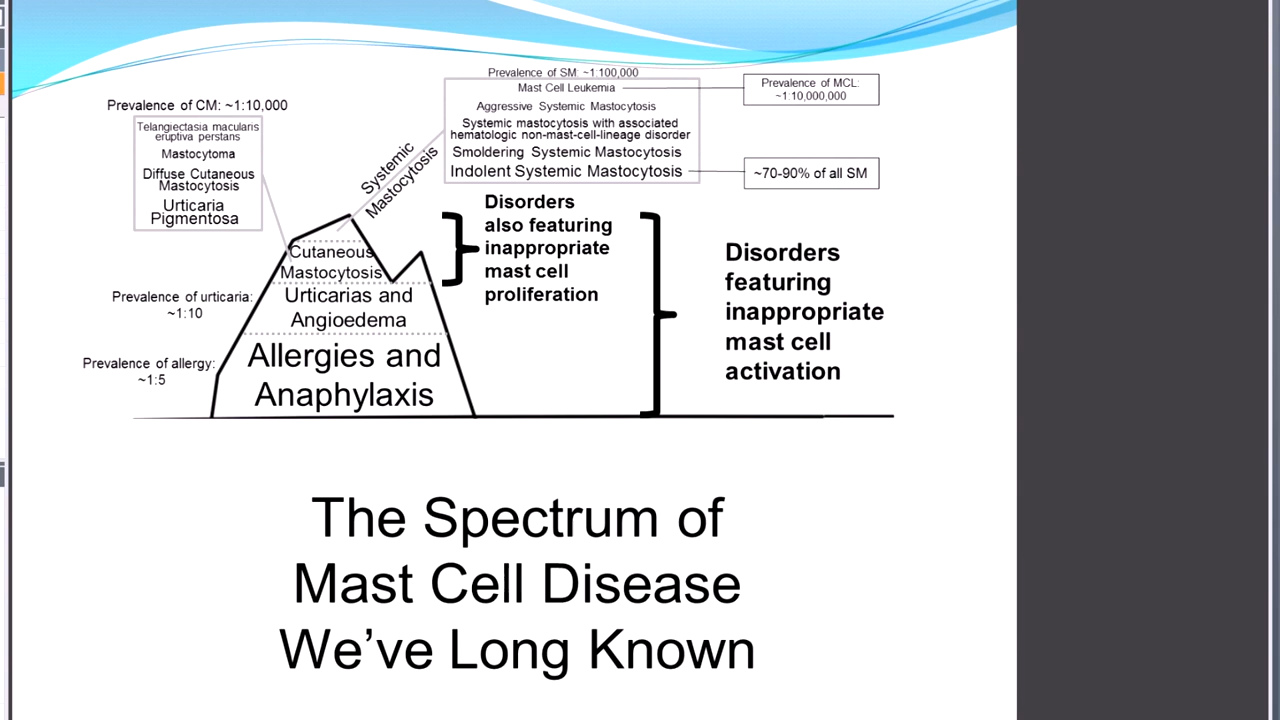 Prevalence of SM: ~1:100,000
Mast Cell Leukemia
Aggressive Systemic Mastocytosis
Systemic mastocytosis with associated
hematologic non-mast-cell-lineage disorder
Smoldering Systemic Mastocytosis
Indolent Systemic Mastocytosis
Prevalence of MCL:
~1:10,000,000
~70-90% of all SM
Prevalence of CM: ~1:10,000
Telangiectasia macularis
eruptiva perstans
Mastocytoma
Diffuse Cutaneous
Mastocytosis
Urticaria
Pigmentosa
Systemic
Mastocytosis
Disorders
also featuring
inappropriate
mast cell
proliferation
Disorders
featuring
inappropriate
mast cell
activation
Cutaneous
Mastocytosis
Prevalence of urticaria:
~1:10
Urticarias and
Angioedema
Prevalence of allergy:
~1:5
Allergies and
Anaphylaxis
The Spectrum of
Mast Cell Disease
We’ve Long Known